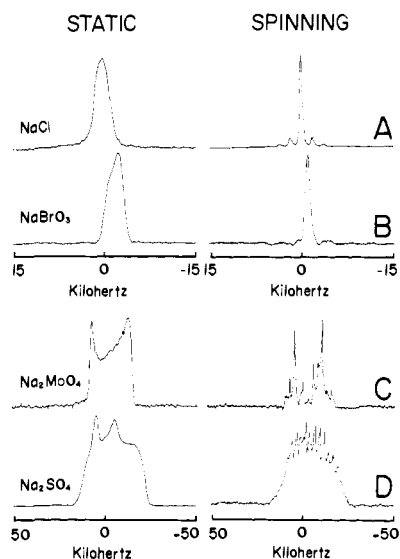 STATIC SPINNING
NaCl A
NaBrO₃ B
15 0 -15 15 0 -15
Kilohertz Kilohertz
Na₂MoO₄ C
Na₂SO₄ D
50 0 -50 50 0 -50
Kilohertz Kilohertz